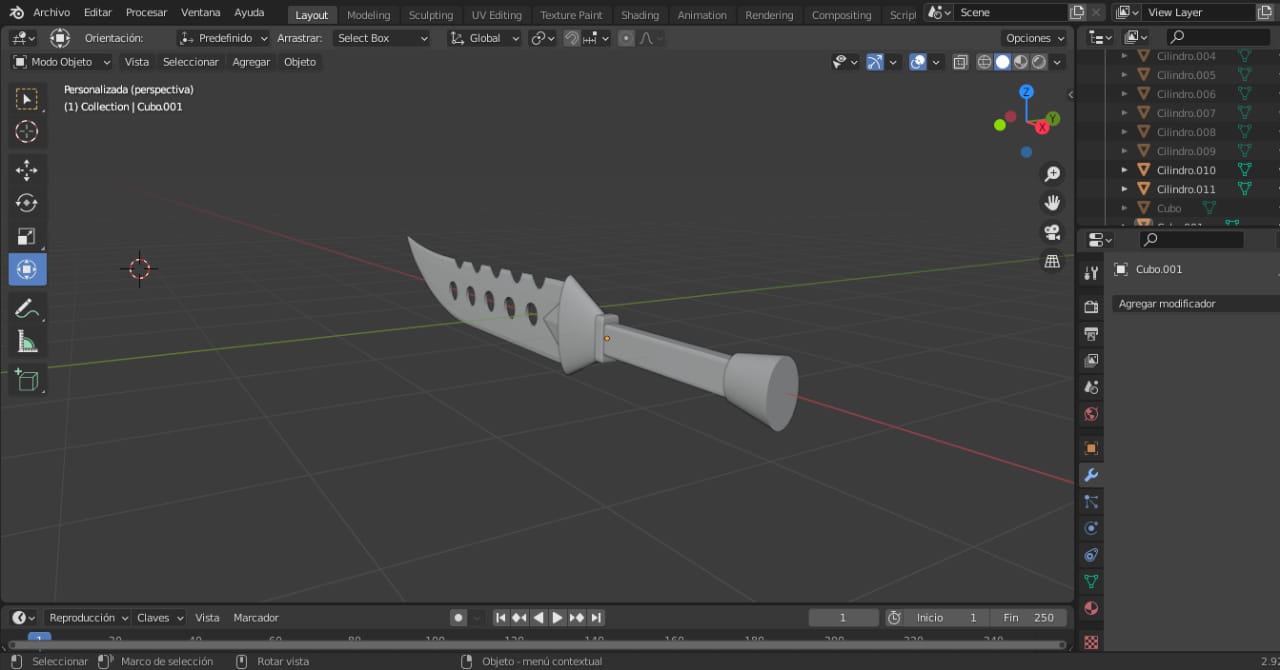 Archivo Editar Procesar Ventana Ayuda Layout Modeling Sculpting UV Editing Texture Paint Shading Animation Rendering Compositing Scene View Layer
Orientación: Predefinido Arrastrar: Select Box Global Opciones
Modo Objeto Vista Seleccionar Agregar Objeto
Personalizada (perspectiva)
(1) Collection | Cubo.001
Z
Y
X
Cilindro.004
Cilindro.005
Cilindro.006
Cilindro.007
Cilindro.008
Cilindro.009
Cilindro.010
Cilindro.011
Cubo
Cubo.001
Agregar modificador
Reproducción Claves Vista Marcador 1 Inicio 1 Fin 250
1 20 40 60 80 100 120 140 160 180 200 220 240
Seleccionar Marco de selección Rotar vista Objeto - menú contextual